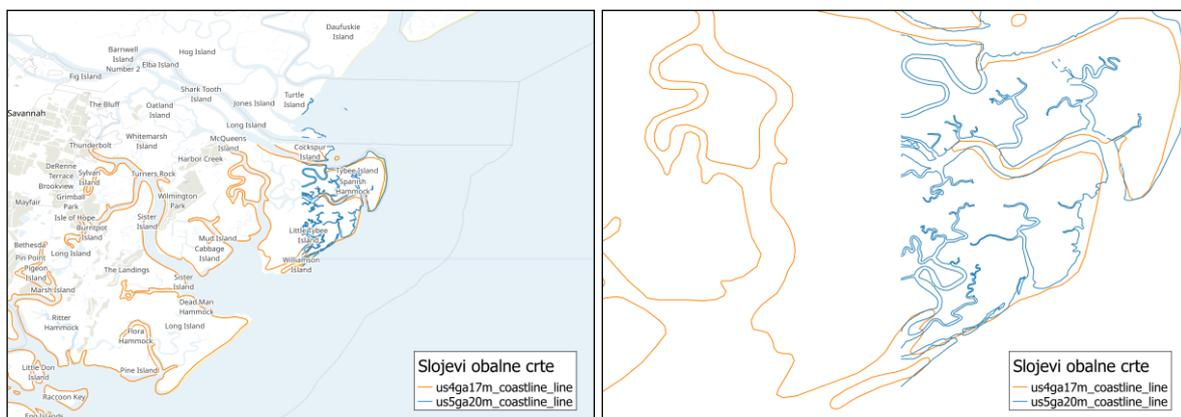 Daufuskie
Island
Barnwell
Island
Number 2
Hog Island
Elba Island
Fig Island
Shark Tooth
Island
Turtle
Island
Jones Island
Savannah
The Bluff
Oatland
Island
Long Island
Whitemarsh
Island
McQueens
Island
Thunderbolt
Harbor Creek
Cockspur
Island
DeRenne
Terrace
Brookview
Sylvan
Island
Turners Rock
Tybee Island
Spanish
Hammock
Grimball
Park
Wilmington
Park
Mayfair
Isle of Hope
Burntpot
Island
Sister
Island
Little Tybee
Island
Mud Island
Cabbage
Island
Bethesda
Long Island
Pin Point
Pigeon
Island
The Landings
Williamson
Island
Marsh Island
Sister
Island
Dead Man
Hammock
Ritter
Hammock
Flora
Hammock
Long Island
Little Don
Island
Pine Island
Raccoon Key
Slojevi obalne crte
us4ga17m_coastline_line
us5ga20m_coastline_line
Slojevi obalne crte
us4ga17m_coastline_line
us5ga20m_coastline_line